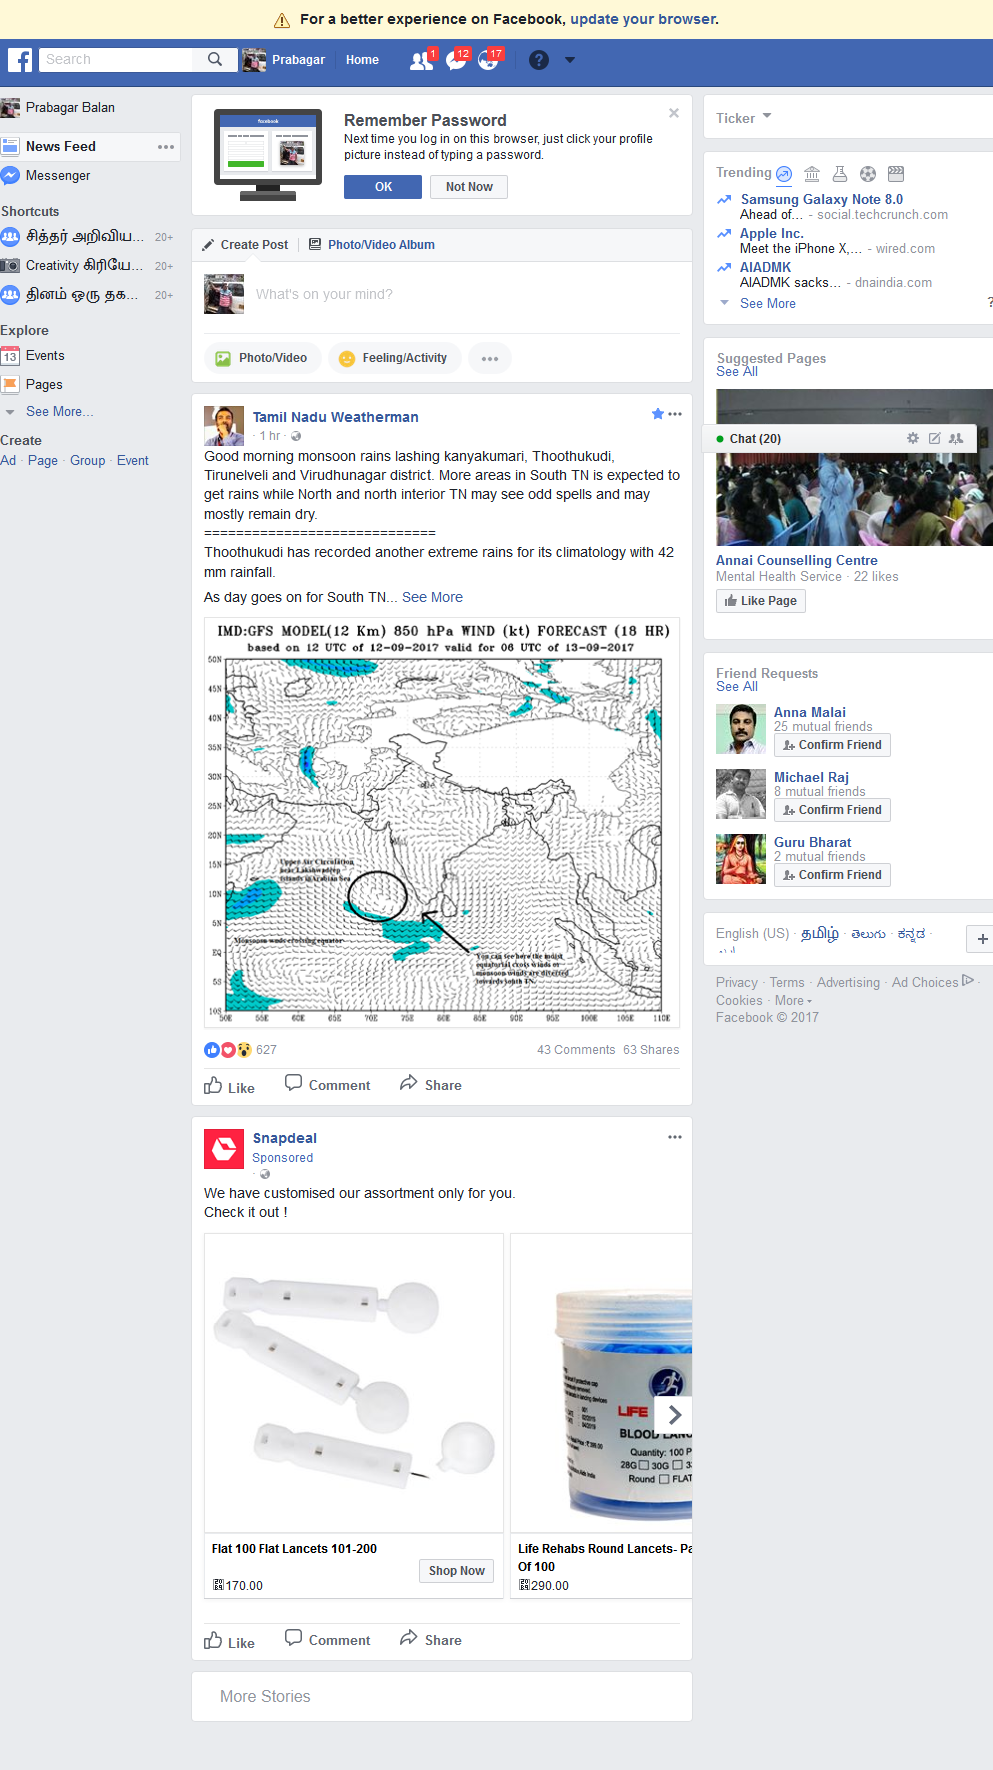 For a better experience on Facebook, update your browser.
Search
Prabagar
Home
1
12
17
?
Prabagar Balan
News Feed
Messenger
Shortcuts
சித்தர் அறிவிய... 20+
Creativity கிரியே... 20+
தினம் ஒரு தக... 20+
Explore
13 Events
Pages
See More...
Create
Ad · Page · Group · Event
facebook
Remember Password
Next time you log in on this browser, just click your profile
picture instead of typing a password.
OK
Not Now
Create Post
Photo/Video Album
What's on your mind?
Photo/Video
Feeling/Activity
Tamil Nadu Weatherman
· 1 hr ·
Good morning monsoon rains lashing kanyakumari, Thoothukudi,
Tirunelveli and Virudhunagar district. More areas in South TN is expected to
get rains while North and north interior TN may see odd spells and may
mostly remain dry.
=============================
Thoothukudi has recorded another extreme rains for its climatology with 42
mm rainfall.
As day goes on for South TN... See More
IMD:GFS MODEL(12 Km) 850 hPa WIND (kt) FORECAST (18 HR)
based on 12 UTC of 12-09-2017 valid for 06 UTC of 13-09-2017
50N
45N
40N
35N
30N
25N
20N
15N
10N
5N
EQ
5S
10S
50E 55E 60E 65E 70E 75E 80E 85E 90E 95E 100E 105E 110E
Upper Air Circulation
near Lakshwadeep
islands in Arabian Sea
Monsoon winds crossing equator
You can see here the moist
equatorial cross winds or
monsoon winds are diverted
towards south TN.
627
43 Comments 63 Shares
Like Comment Share
Snapdeal
Sponsored
We have customised our assortment only for you.
Check it out !
LIFE
BLOOD LANC
Quantity: 100 P
28G 30G 3
Round FLAT
Flat 100 Flat Lancets 101-200
170.00
Shop Now
Life Rehabs Round Lancets- Pa
Of 100
290.00
Like Comment Share
More Stories
Ticker
Trending
Samsung Galaxy Note 8.0
Ahead of... - social.techcrunch.com
Apple Inc.
Meet the iPhone X,... - wired.com
AIADMK
AIADMK sacks... - dnaindia.com
See More
?
Suggested Pages
See All
Chat (20)
Annai Counselling Centre
Mental Health Service · 22 likes
Like Page
Friend Requests
See All
Anna Malai
25 mutual friends
Confirm Friend
Michael Raj
8 mutual friends
Confirm Friend
Guru Bharat
2 mutual friends
Confirm Friend
English (US) · தமிழ் · తెలుగు · ಕನ್ನಡ ·
Privacy · Terms · Advertising · Ad Choices ·
Cookies · More
Facebook © 2017